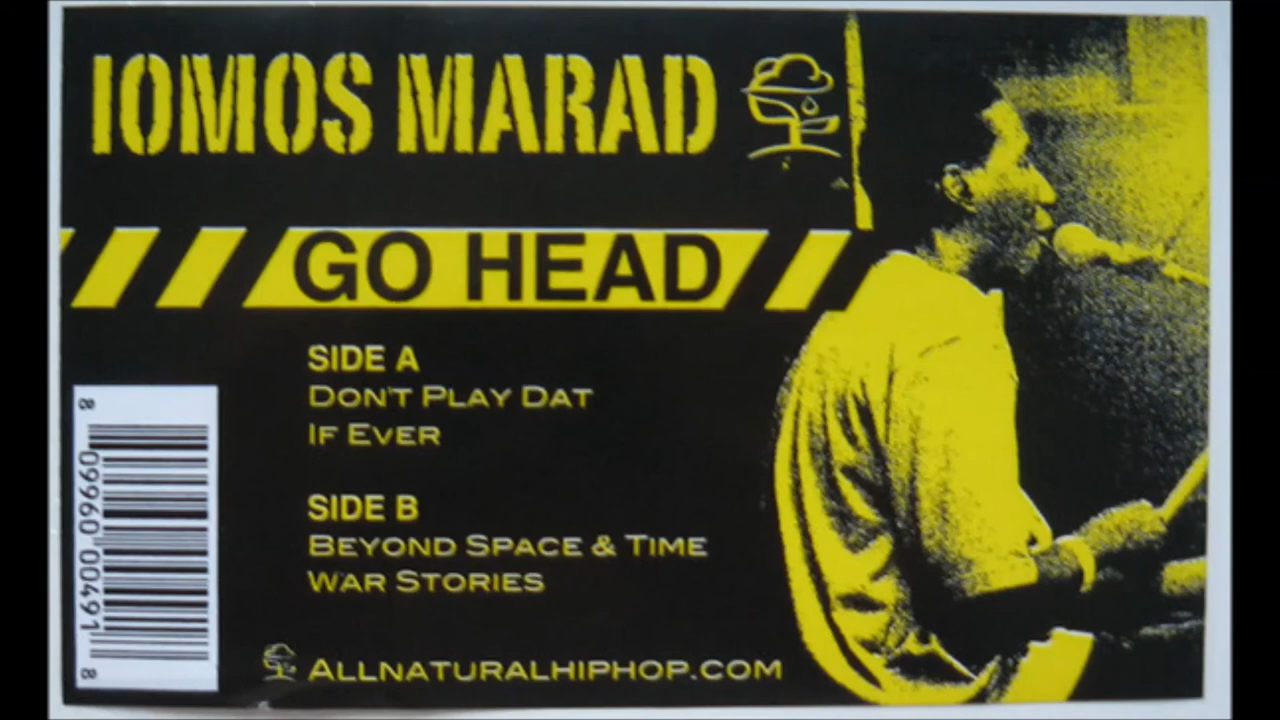 IOMOS MARAD
GO HEAD
SIDE A
DON'T PLAY DAT
IF EVER
SIDE B
BEYOND SPACE & TIME
WAR STORIES
ALLNATURALHIPHOP.COM
8 09960 00491 8